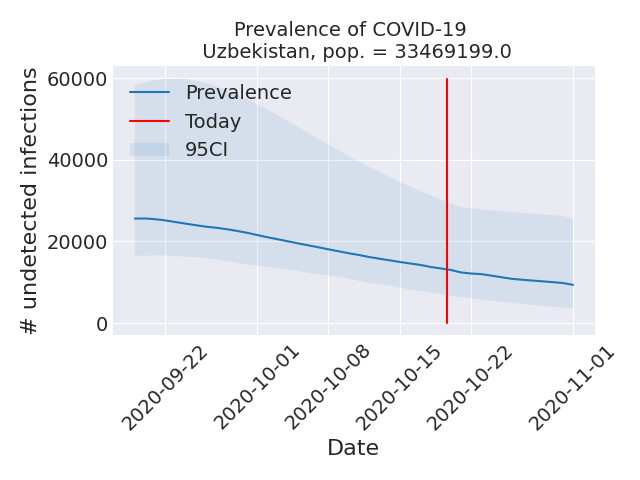 Prevalence of COVID-19
Uzbekistan, pop. = 33469199.0
# undetected infections
60000
40000
20000
0
Prevalence
Today
95CI
2020-09-22
2020-10-01
2020-10-08
2020-10-15
2020-10-22
2020-11-01
Date